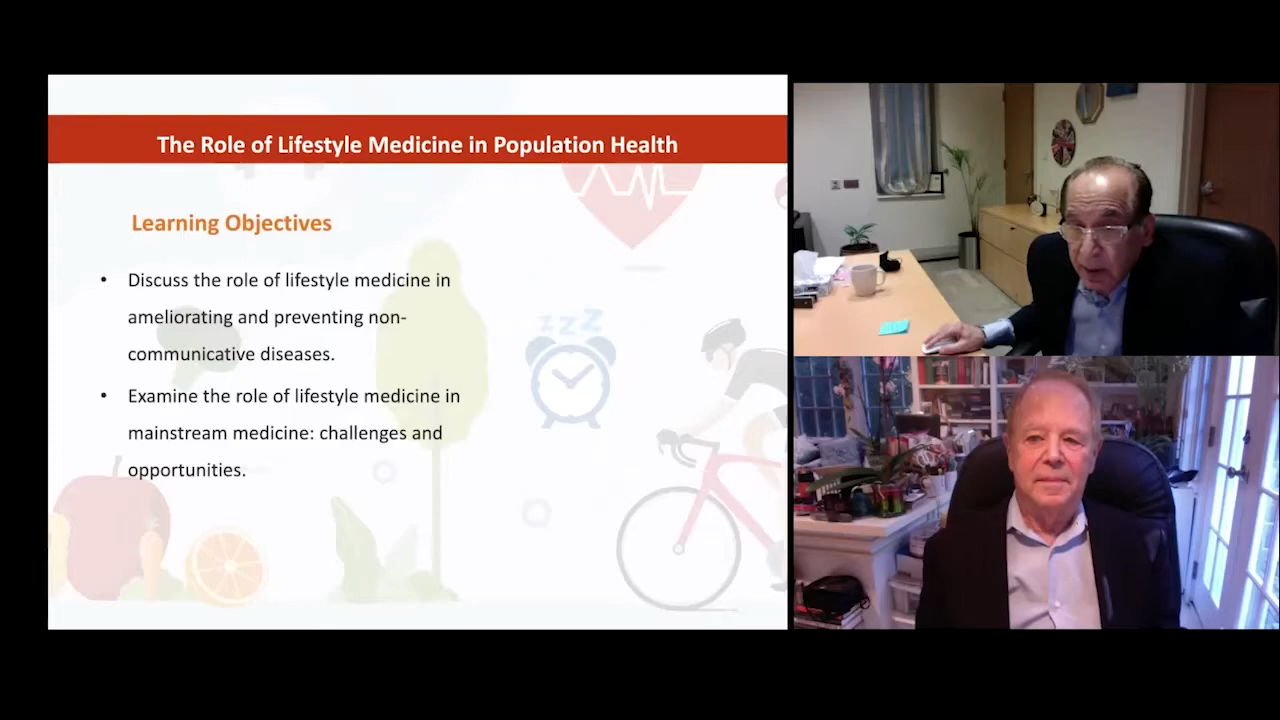 The Role of Lifestyle Medicine in Population Health
Learning Objectives
• Discuss the role of lifestyle medicine in
ameliorating and preventing non-
communicative diseases.
• Examine the role of lifestyle medicine in
mainstream medicine: challenges and
opportunities.
ZZZ